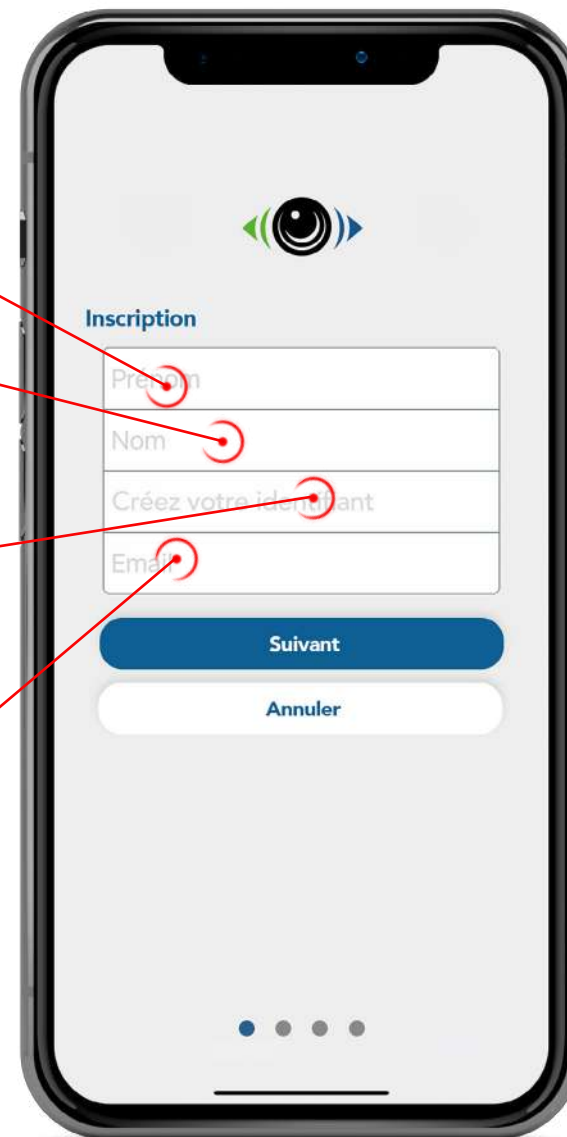 Inscription
Prénom
Nom
Créez votre identifiant
Email
Suivant
Annuler